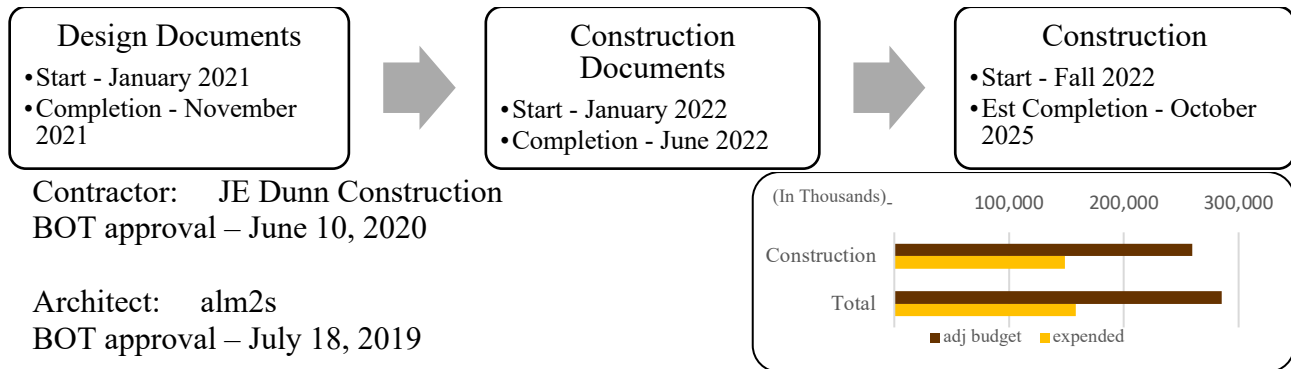 Design Documents
•Start - January 2021
•Completion - November
2021
Construction
Documents
•Start - January 2022
•Completion - June 2022
Construction
•Start - Fall 2022
•Est Completion - October
2025
Contractor: JE Dunn Construction
BOT approval – June 10, 2020
Architect: alm2s
BOT approval – July 18, 2019
(In Thousands) - 100,000 200,000 300,000
Construction
Total
adj budget expended